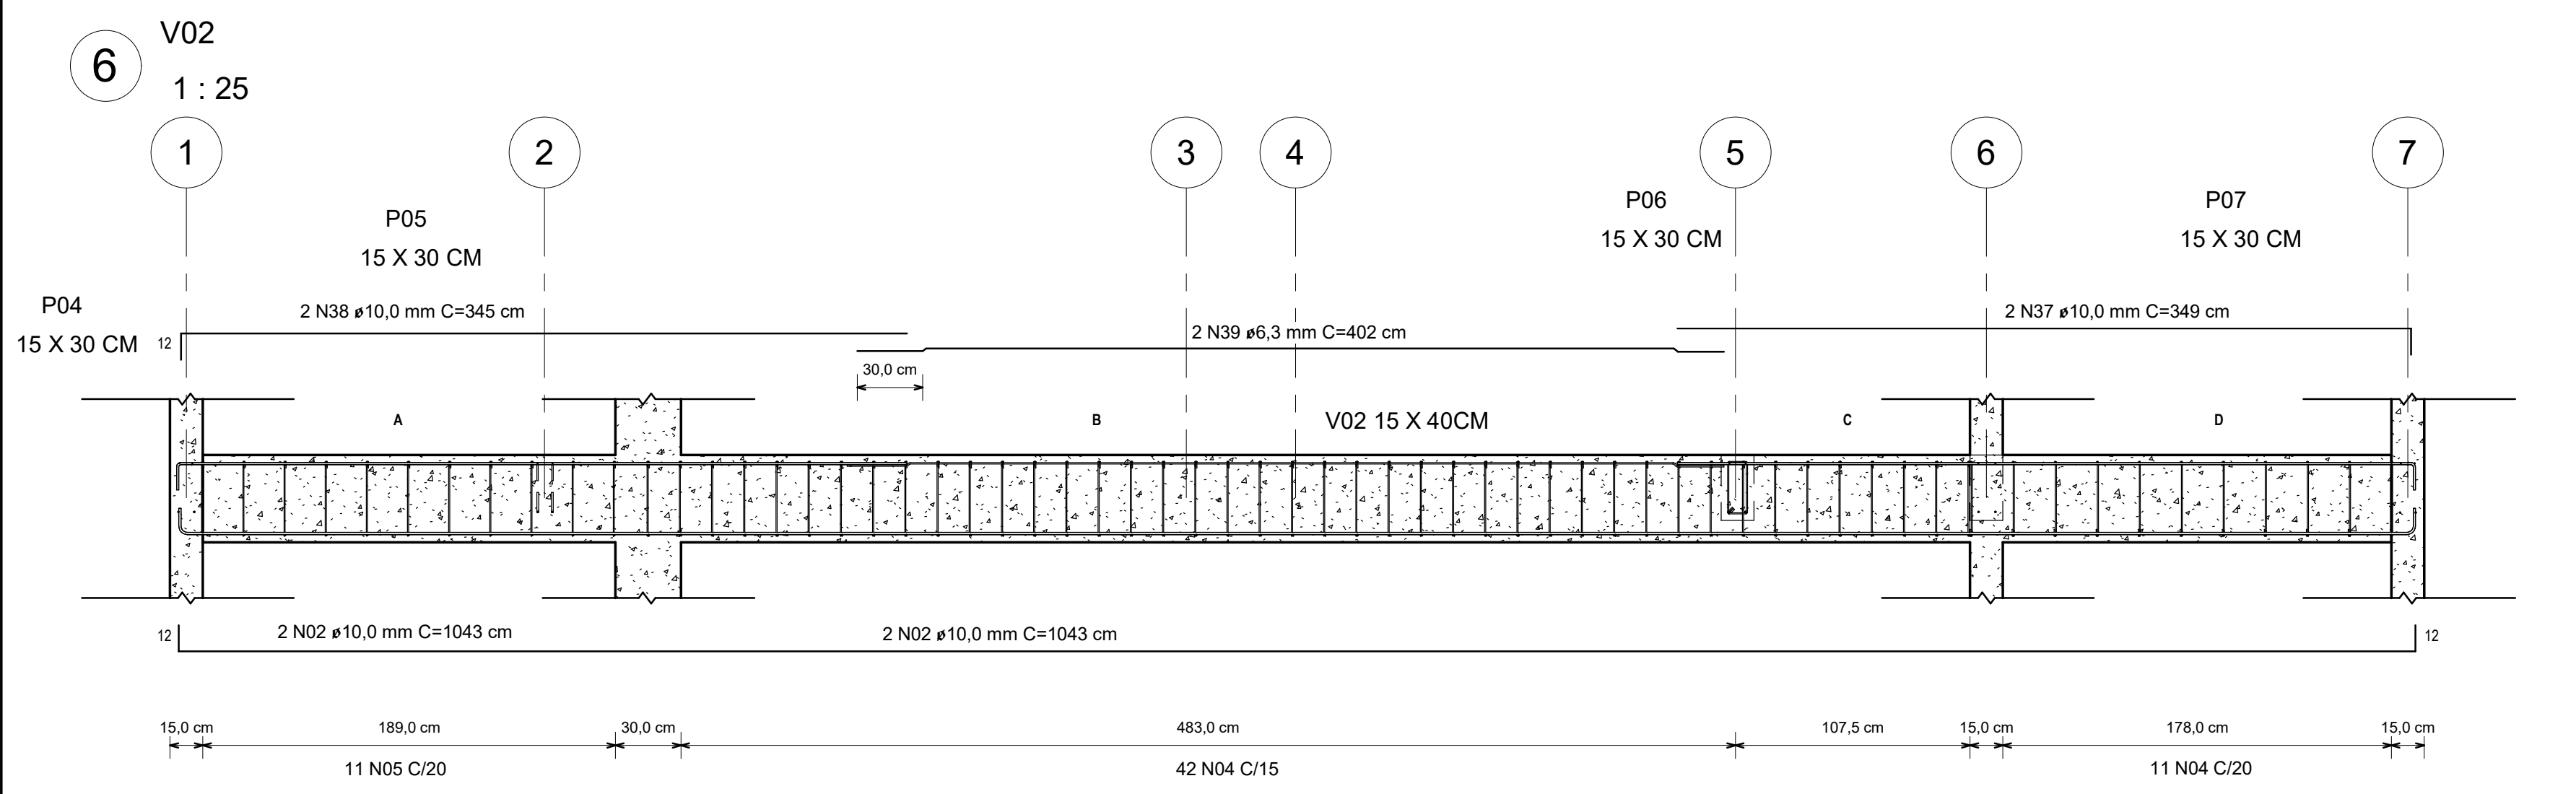 6
V02
1 : 25
1
2
3
4
5
6
7
P05
15 X 30 CM
P06
15 X 30 CM
P07
15 X 30 CM
P04
15 X 30 CM
12
2 N38 ø10,0 mm C=345 cm
2 N39 ø6,3 mm C=402 cm
2 N37 ø10,0 mm C=349 cm
30,0 cm
A
B
V02 15 X 40CM
C
D
12
2 N02 ø10,0 mm C=1043 cm
2 N02 ø10,0 mm C=1043 cm
12
15,0 cm
189,0 cm
30,0 cm
483,0 cm
107,5 cm
15,0 cm
178,0 cm
15,0 cm
11 N05 C/20
42 N04 C/15
11 N04 C/20